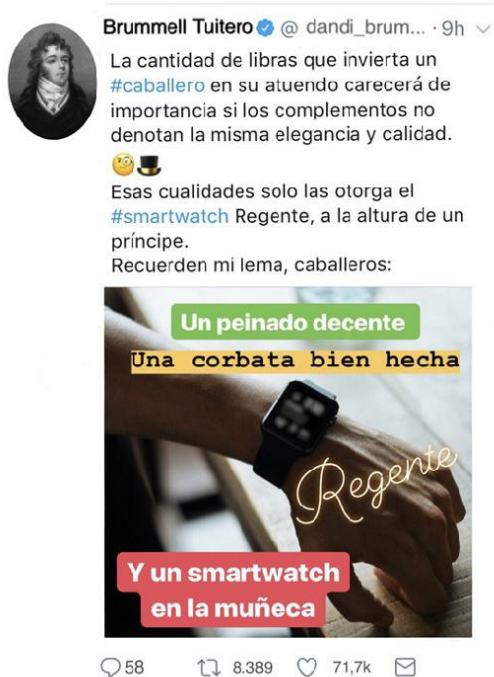 Brummell Tuitero @ dandi_brum... · 9h
La cantidad de libras que invierta un
#caballero en su atuendo carecerá de
importancia si los complementos no
denotan la misma elegancia y calidad.
🧐🎩
Esas cualidades solo las otorga el
#smartwatch Regente, a la altura de un
príncipe.
Recuerden mi lema, caballeros:
Un peinado decente
Una corbata bien hecha
Regente
Y un smartwatch
en la muñeca
58 8.389 71,7k